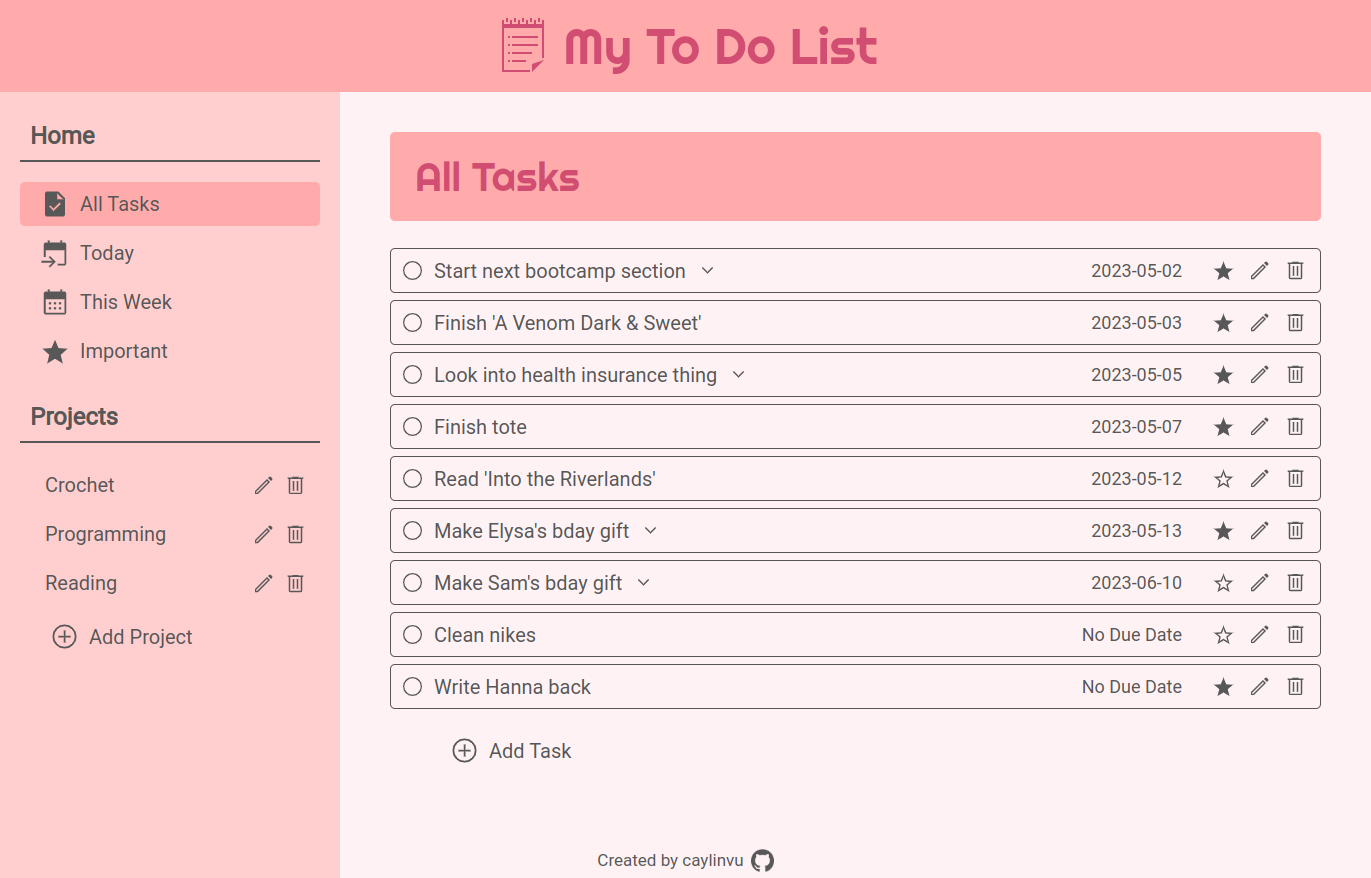 My To Do List
Home
All Tasks
Today
This Week
Important
Projects
Crochet
Programming
Reading
Add Project
All Tasks
Start next bootcamp section 2023-05-02
Finish 'A Venom Dark & Sweet' 2023-05-03
Look into health insurance thing 2023-05-05
Finish tote 2023-05-07
Read 'Into the Riverlands' 2023-05-12
Make Elysa's bday gift 2023-05-13
Make Sam's bday gift 2023-06-10
Clean nikes No Due Date
Write Hanna back No Due Date
Add Task
Created by caylinvu